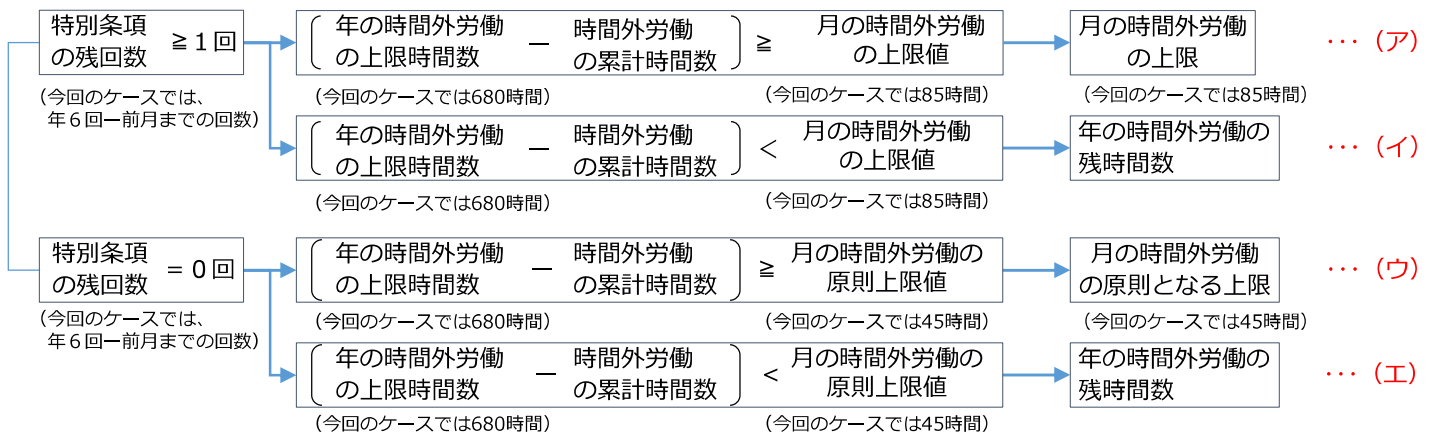 特別条項
の残回数 ≧1回
(今回のケースでは、
年6回ー前月までの回数)
年の時間外労働
の上限時間数
―
時間外労働
の累計時間数
≧
月の時間外労働
の上限値
月の時間外労働
の上限
・・・(ア)
(今回のケースでは680時間)
(今回のケースでは85時間)
(今回のケースでは85時間)
年の時間外労働
の上限時間数
―
時間外労働
の累計時間数
<
月の時間外労働
の上限値
年の時間外労働の
残時間数
・・・(イ)
(今回のケースでは680時間)
(今回のケースでは85時間)
特別条項
の残回数 =0回
(今回のケースでは、
年6回ー前月までの回数)
年の時間外労働
の上限時間数
―
時間外労働
の累計時間数
≧
月の時間外労働の
原則上限値
月の時間外労働
の原則となる上限
・・・(ウ)
(今回のケースでは680時間)
(今回のケースでは45時間)
(今回のケースでは45時間)
年の時間外労働
の上限時間数
―
時間外労働
の累計時間数
<
月の時間外労働の
原則上限値
年の時間外労働の
残時間数
・・・(エ)
(今回のケースでは680時間)
(今回のケースでは45時間)